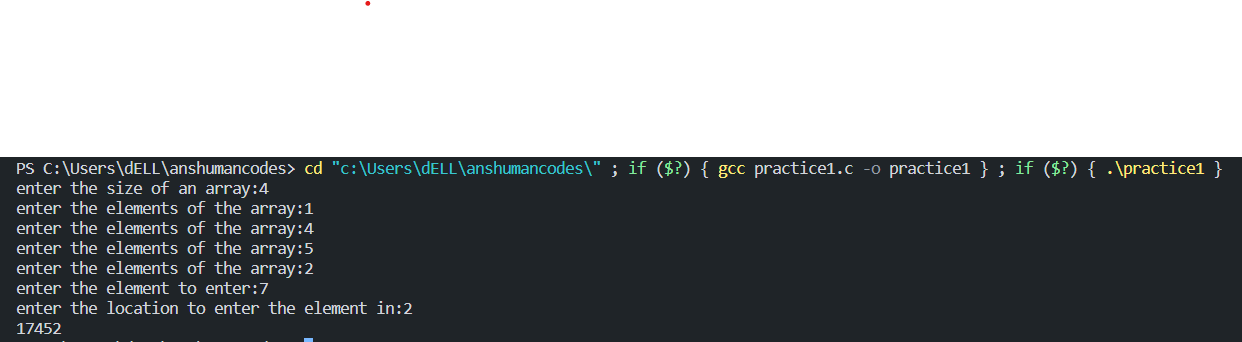 PS C:\Users\dELL\anshumancodes> cd "c:\Users\dELL\anshumancodes\" ; if ($?) { gcc practice1.c -o practice1 } ; if ($?) { .\practice1 }
enter the size of an array:4
enter the elements of the array:1
enter the elements of the array:4
enter the elements of the array:5
enter the elements of the array:2
enter the element to enter:7
enter the location to enter the element in:2
17452